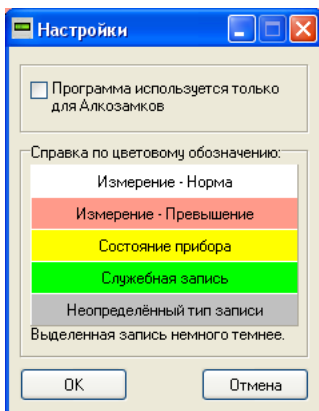 Настройки
Программа используется только
для Алкозамков
Справка по цветовому обозначению:
Измерение - Норма
Измерение - Превышение
Состояние прибора
Служебная запись
Неопределённый тип записи
Выделенная запись немного темнее.
OK
Отмена